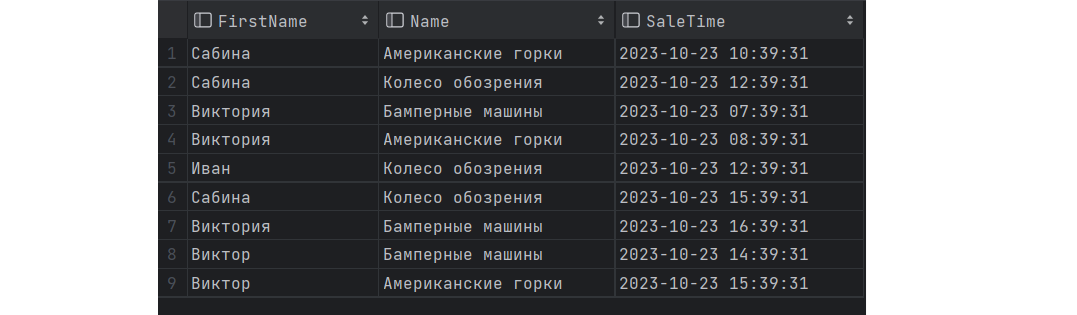 FirstName Name SaleTime
1 Сабина Американские горки 2023-10-23 10:39:31
2 Сабина Колесо обозрения 2023-10-23 12:39:31
3 Виктория Бамперные машины 2023-10-23 07:39:31
4 Виктория Американские горки 2023-10-23 08:39:31
5 Иван Колесо обозрения 2023-10-23 12:39:31
6 Сабина Колесо обозрения 2023-10-23 15:39:31
7 Виктория Бамперные машины 2023-10-23 16:39:31
8 Виктор Бамперные машины 2023-10-23 14:39:31
9 Виктор Американские горки 2023-10-23 15:39:31